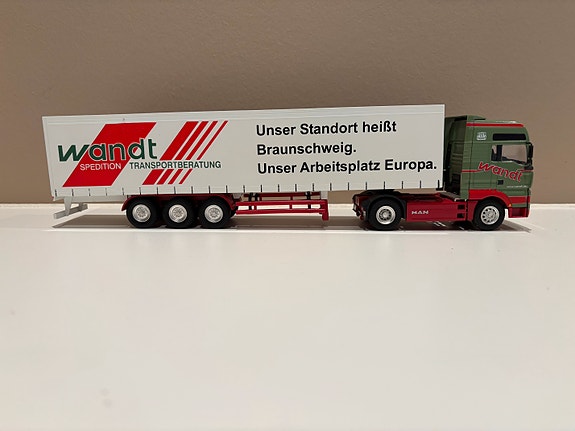 wandt
SPEDITION TRANSPORTBERATUNG
Unser Standort heißt
Braunschweig.
Unser Arbeitsplatz Europa.
wandt
MAN